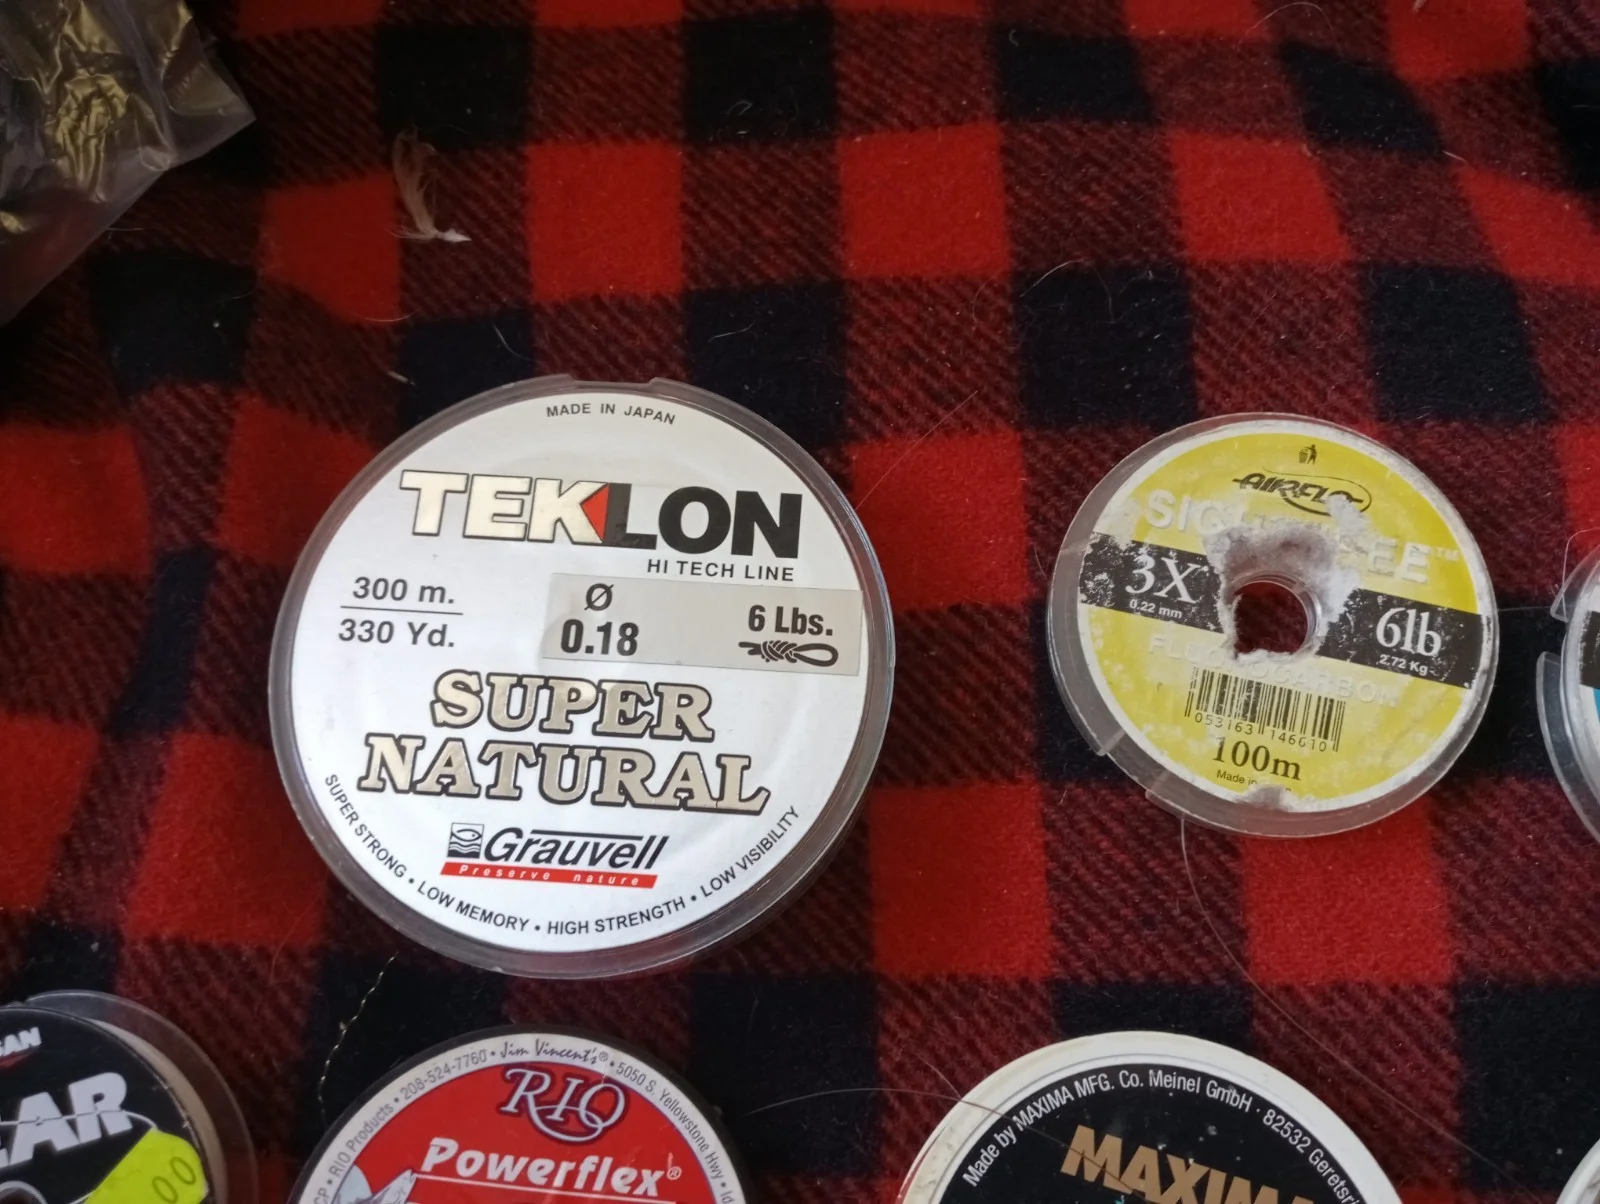 MADE IN JAPAN
TEKLON
HI TECH LINE
300 m.
330 Yd.
Ø
0.18
6 Lbs.
SUPER
NATURAL
Grauvell
Preserve nature
SUPER STRONG • LOW MEMORY • HIGH STRENGTH • LOW VISIBILITY
AIRFLO
3X
0.22 mm
6lb
2.72 Kg
100m
Made in
RIO Products • 208-524-7760 • Jim Vincent's® • 5050 S. Yellowstone Hwy •
RIO
Powerflex®
Made by MAXIMA MFG. Co. Meinel GmbH · 82532 Geretsri
MAXIMA